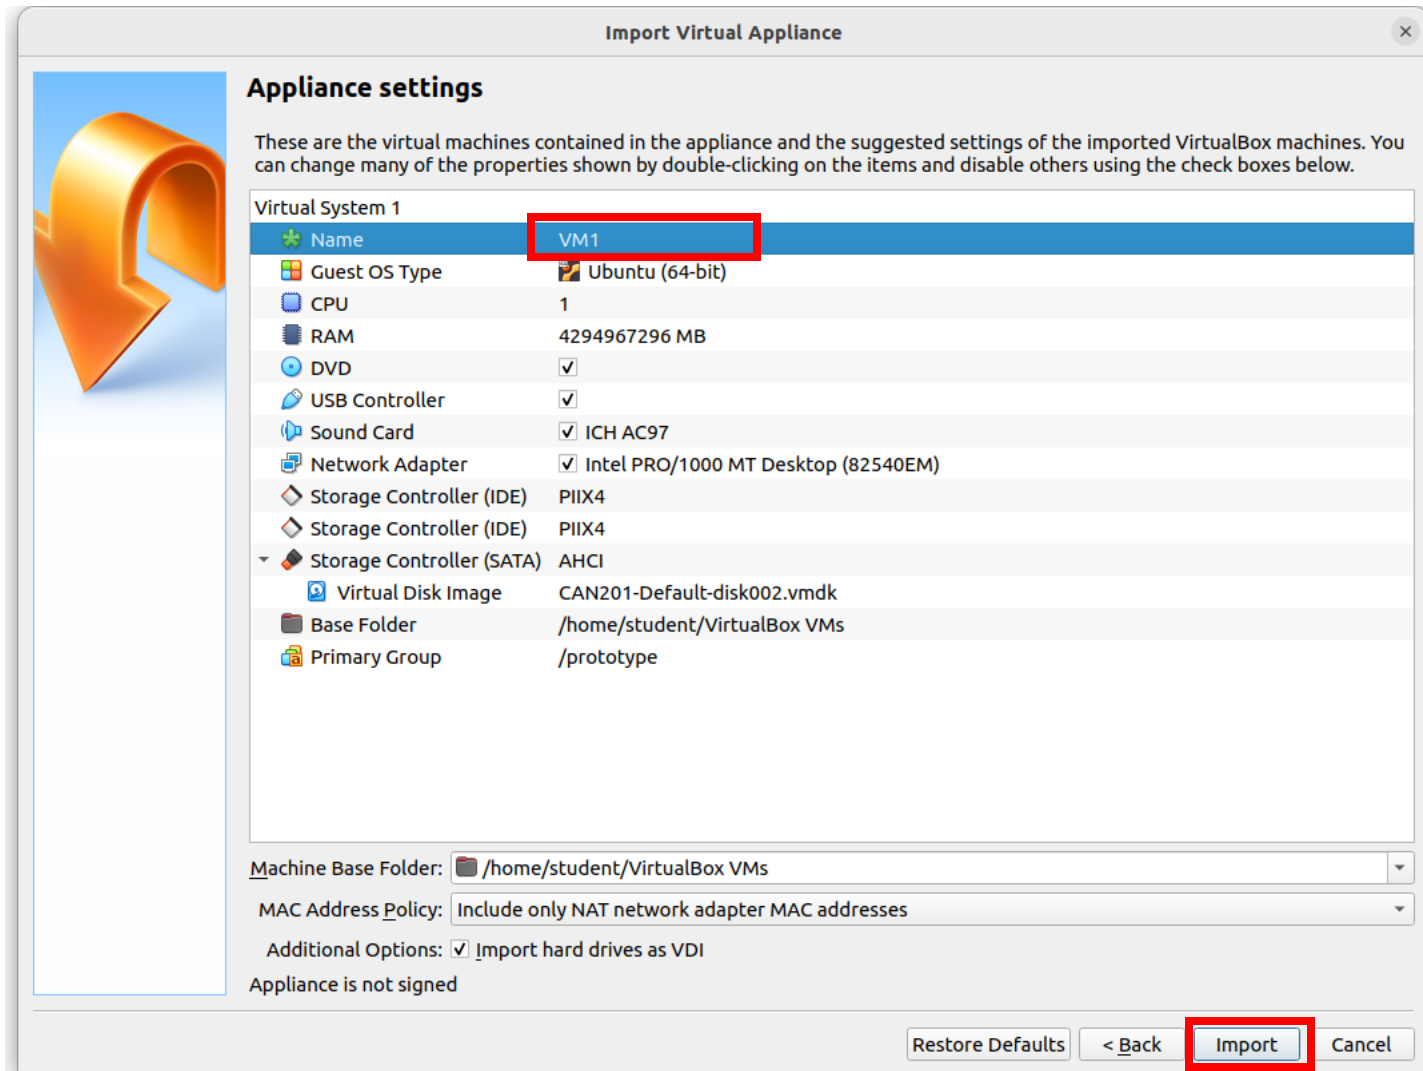 Import Virtual Appliance
Appliance settings
These are the virtual machines contained in the appliance and the suggested settings of the imported VirtualBox machines. You
can change many of the properties shown by double-clicking on the items and disable others using the check boxes below.
Virtual System 1
Name VM1
Guest OS Type Ubuntu (64-bit)
CPU 1
RAM 4294967296 MB
DVD
USB Controller
Sound Card ICH AC97
Network Adapter Intel PRO/1000 MT Desktop (82540EM)
Storage Controller (IDE) PIIX4
Storage Controller (IDE) PIIX4
Storage Controller (SATA) AHCI
Virtual Disk Image CAN201-Default-disk002.vmdk
Base Folder /home/student/VirtualBox VMs
Primary Group /prototype
Machine Base Folder: /home/student/VirtualBox VMs
MAC Address Policy: Include only NAT network adapter MAC addresses
Additional Options: Import hard drives as VDI
Appliance is not signed
Restore Defaults < Back Import Cancel